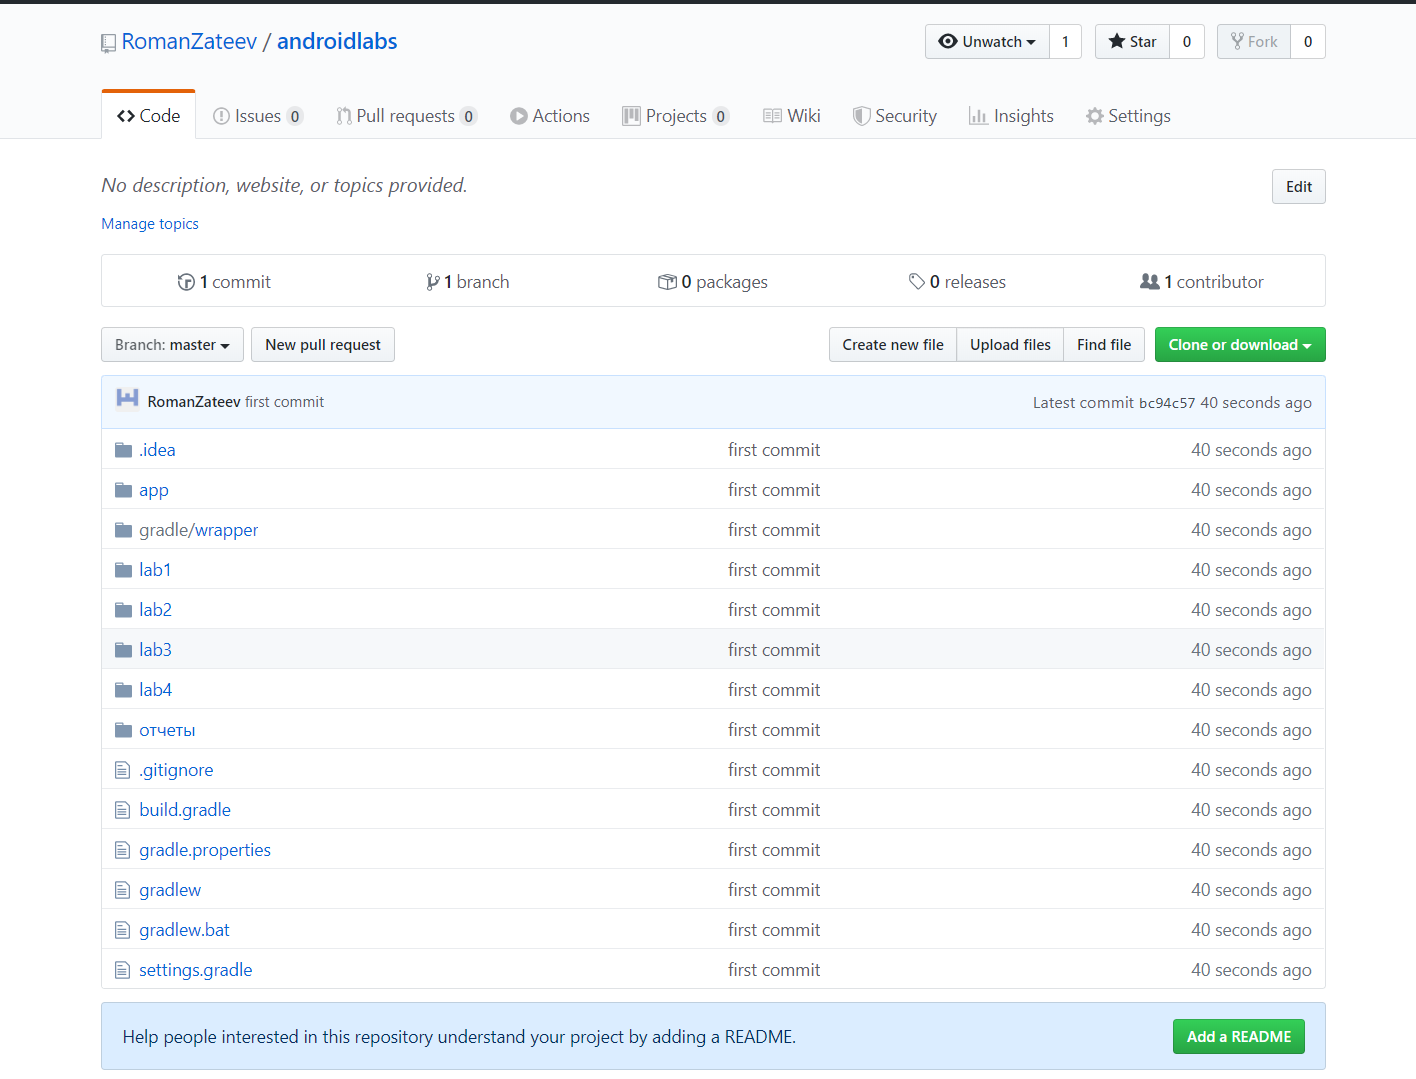 RomanZateev / androidlabs
Unwatch 1 Star 0 Fork 0
Code Issues 0 Pull requests 0 Actions Projects 0 Wiki Security Insights Settings
No description, website, or topics provided. Edit
Manage topics
1 commit 1 branch 0 packages 0 releases 1 contributor
Branch: master New pull request Create new file Upload files Find file Clone or download
RomanZateev first commit Latest commit bc94c57 40 seconds ago
.idea first commit 40 seconds ago
app first commit 40 seconds ago
gradle/wrapper first commit 40 seconds ago
lab1 first commit 40 seconds ago
lab2 first commit 40 seconds ago
lab3 first commit 40 seconds ago
lab4 first commit 40 seconds ago
отчеты first commit 40 seconds ago
.gitignore first commit 40 seconds ago
build.gradle first commit 40 seconds ago
gradle.properties first commit 40 seconds ago
gradlew first commit 40 seconds ago
gradlew.bat first commit 40 seconds ago
settings.gradle first commit 40 seconds ago
Help people interested in this repository understand your project by adding a README. Add a README